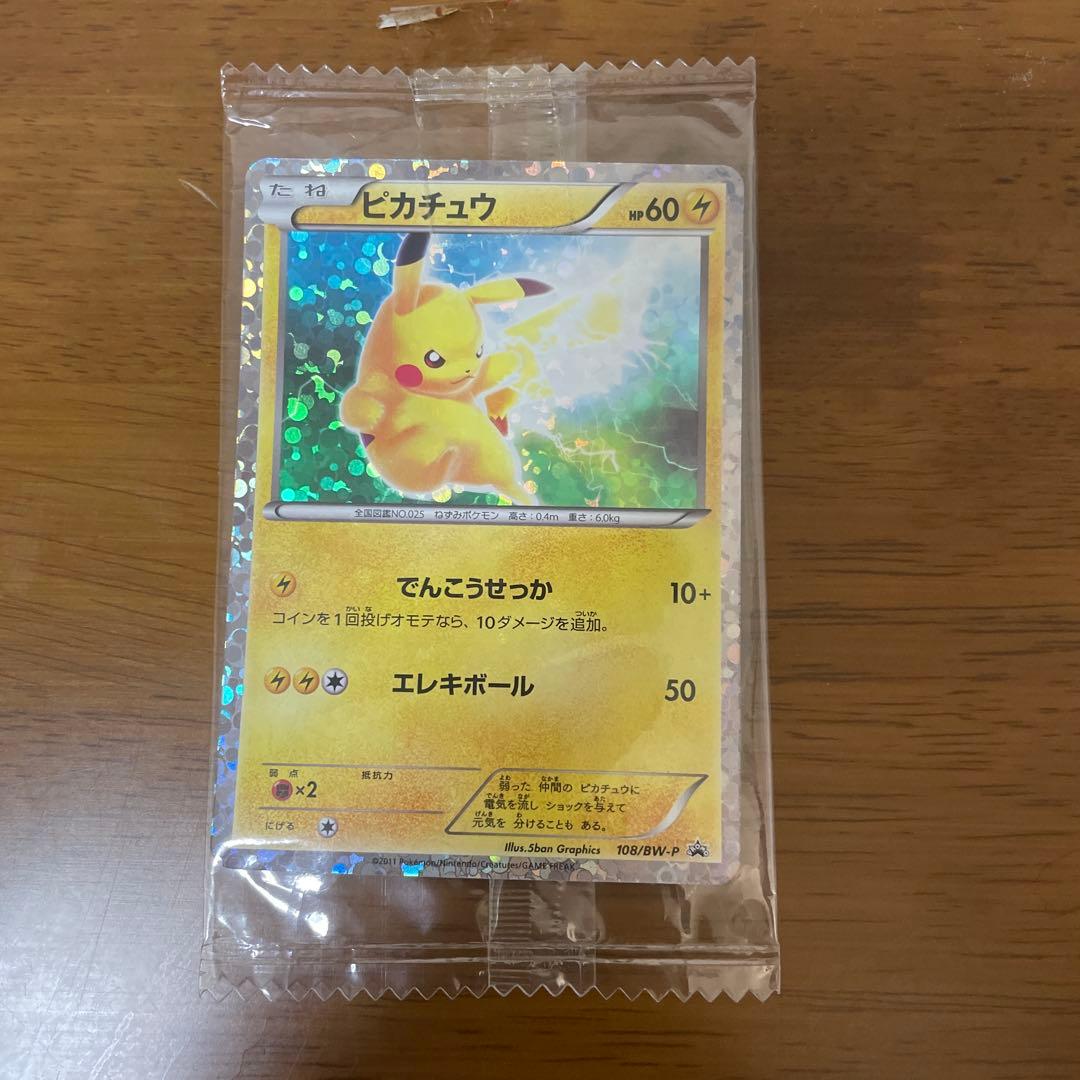 たね ピカチュウ HP60
全国図鑑NO.025 ねずみポケモン 高さ:0.4m 重さ:6.0kg
でんこうせっか 10+
コインを1回投げオモテなら、10ダメージを追加。
エレキボール 50
弱点 抵抗力
×2
弱った 仲間の ピカチュウに
電気を流し ショックを与えて
元気を 分けることも ある。
にげる
Illus.5ban Graphics 108/BW-P
©2011 Pokémon/Nintendo/Creatures/GAME FREAK